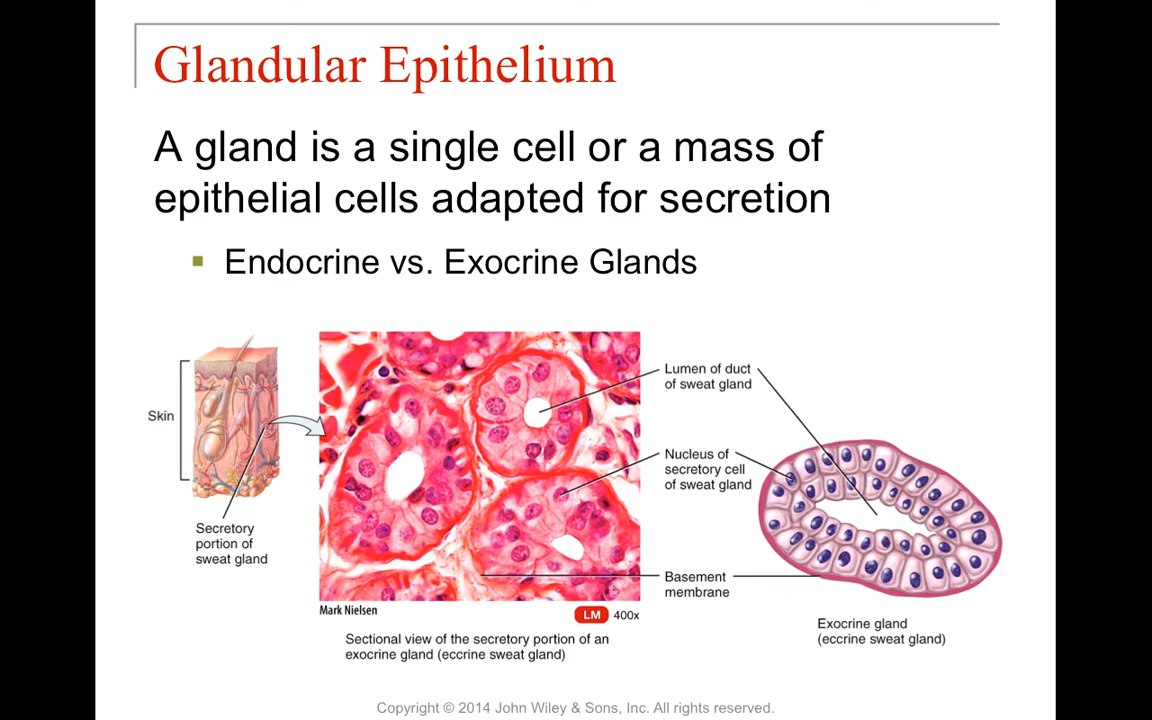 Glandular Epithelium
A gland is a single cell or a mass of
epithelial cells adapted for secretion
Endocrine vs. Exocrine Glands
Skin
Secretory
portion of
sweat gland
Lumen of duct
of sweat gland
Nucleus of
secretory cell
of sweat gland
Basement
membrane
Mark Nielsen
LM 400x
Sectional view of the secretory portion of an
exocrine gland (eccrine sweat gland)
Exocrine gland
(eccrine sweat gland)
Copyright © 2014 John Wiley & Sons, Inc. All rights reserved.